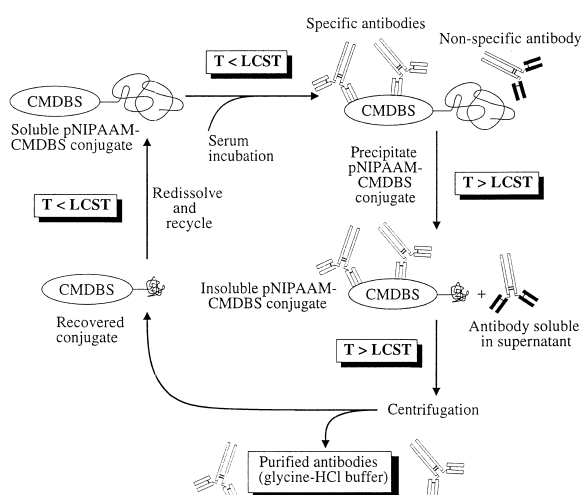 Specific antibodies
Non-specific antibody
T < LCST
CMDBS
Soluble pNIPAAM-
CMDBS conjugate
Serum
incubation
CMDBS
Precipitate
pNIPAAM-
CMDBS
conjugate
T > LCST
T < LCST
Redissolve
and
recycle
CMDBS
Recovered
conjugate
Insoluble pNIPAAM-
CMDBS conjugate
CMDBS
+
Antibody soluble
in supernatant
T > LCST
Centrifugation
Purified antibodies
(glycine-HCl buffer)